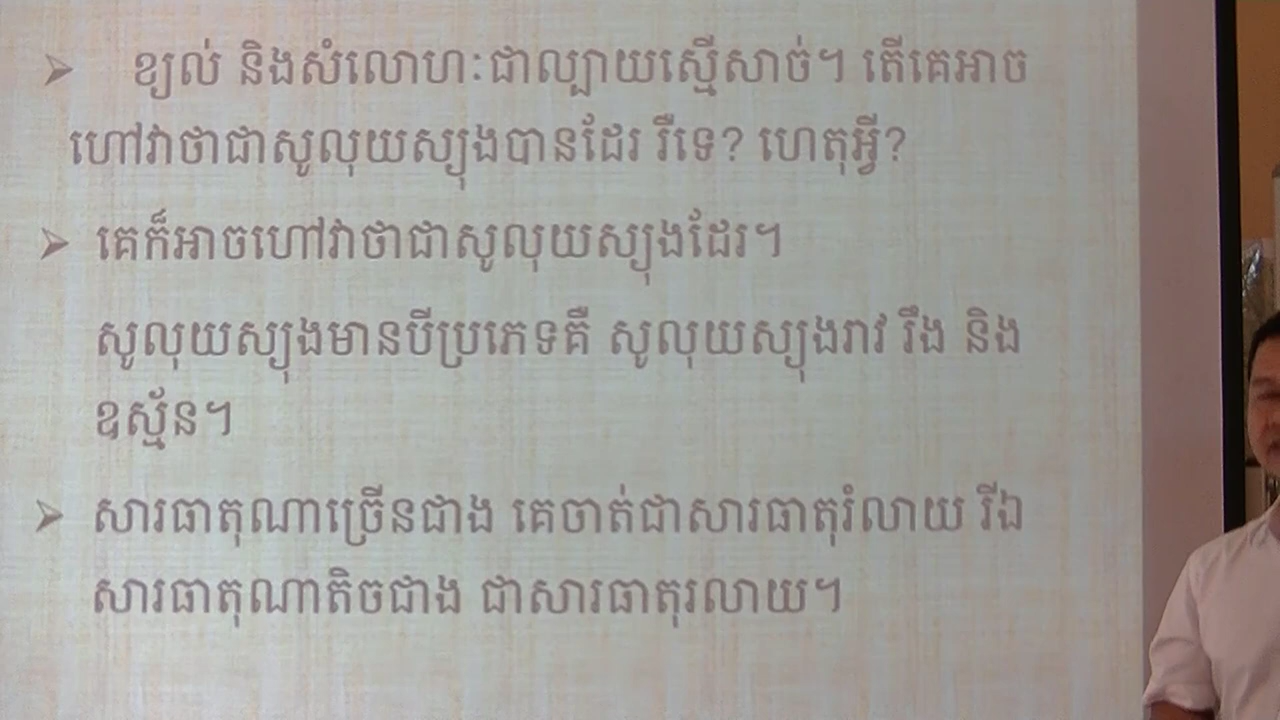 ➢ ខ្យល់ និងសំលោហៈជាល្បាយស្មើសាច់។ តើគេអាច
ហៅវាថាជាសូលុយស្យុងបានដែរ រឺទេ? ហេតុអ្វី?
➢ គេក៏អាចហៅវាថាជាសូលុយស្យុងដែរ។
សូលុយស្យុងមានបីប្រភេទគឺ សូលុយស្យុងរាវ រឹង និង
ឧស្ម័ន។
➢ សារធាតុណាច្រើនជាង គេចាត់ជាសារធាតុរំលាយ រីឯ
សារធាតុណាតិចជាង ជាសារធាតុរលាយ។